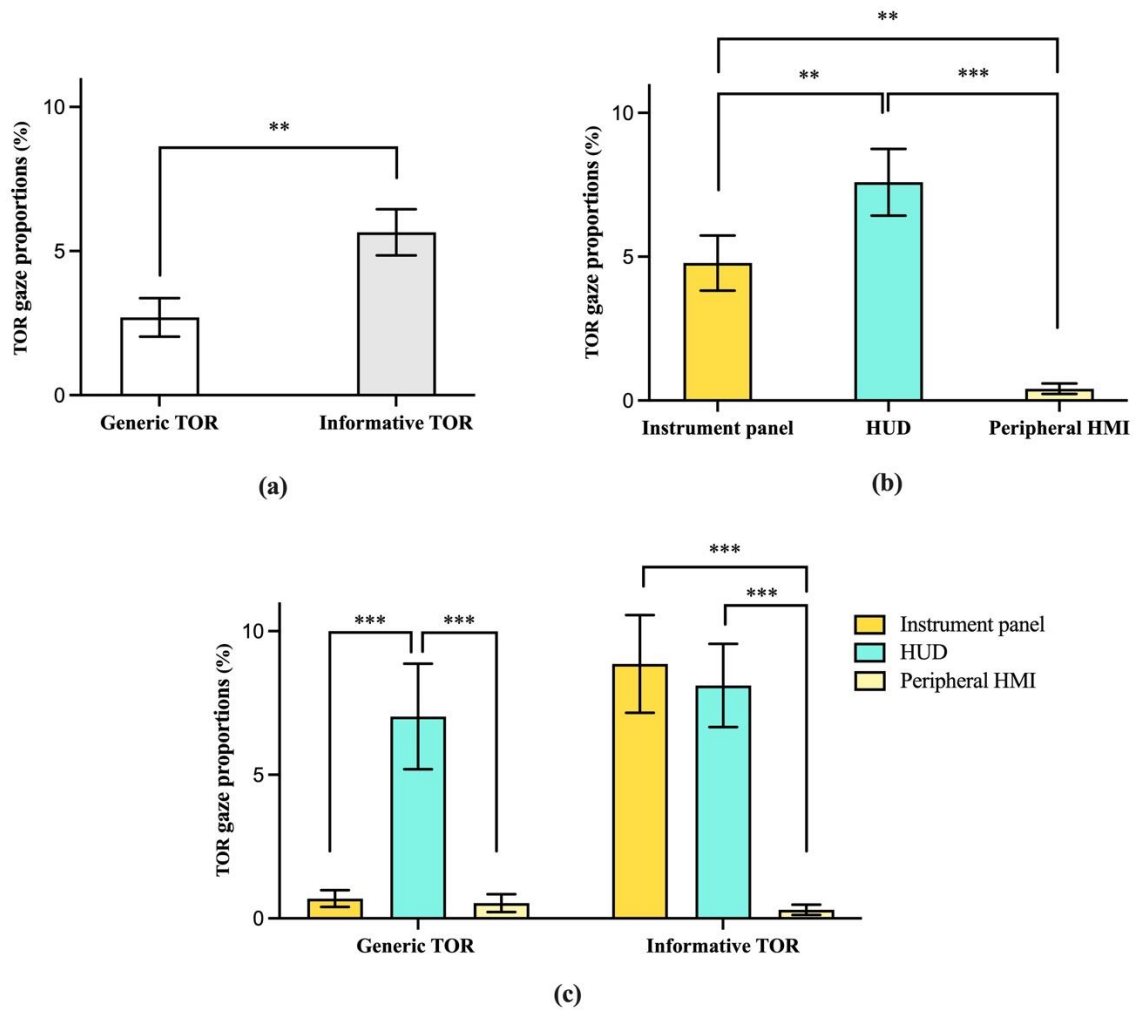 TOR gaze proportions (%)
10
5
0
**
Generic TOR
Informative TOR
(a)
TOR gaze proportions (%)
10
5
0
**
**
***
Instrument panel
HUD
Peripheral HMI
(b)
TOR gaze proportions (%)
10
5
0
***
***
***
***
Generic TOR
Informative TOR
Instrument panel
HUD
Peripheral HMI
(c)